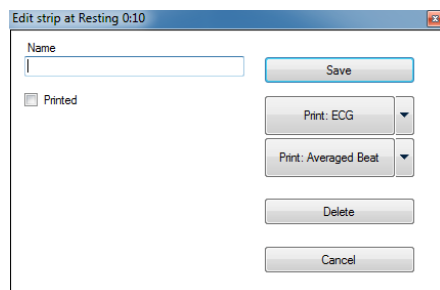 Edit strip at Resting 0:10
Name
Save
Printed
Print: ECG
Print: Averaged Beat
Delete
Cancel